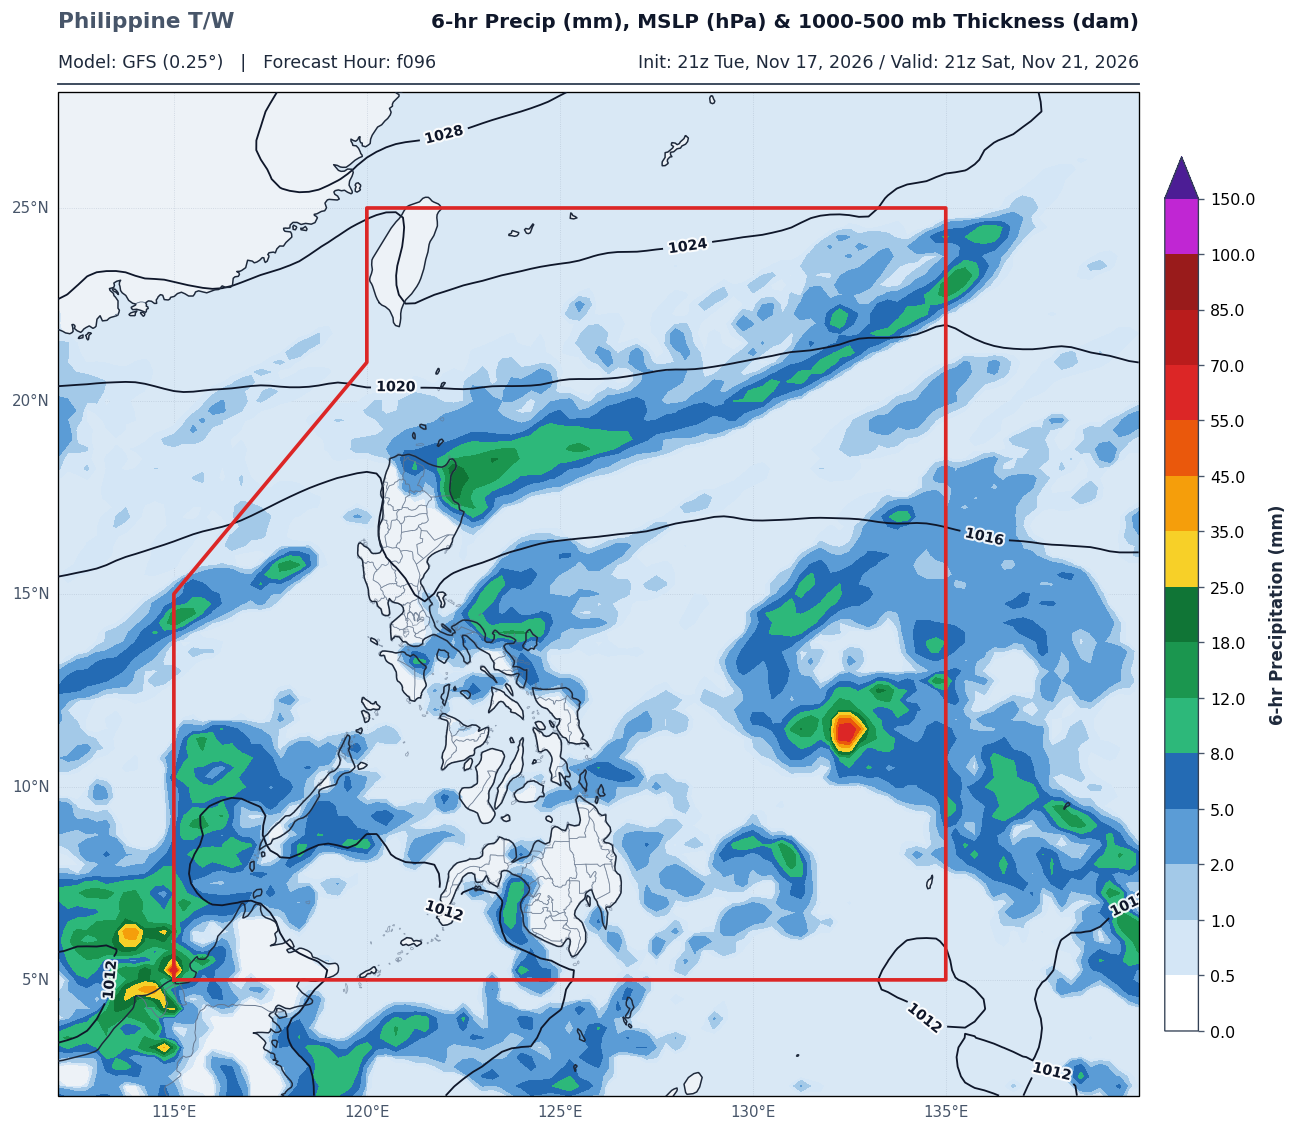 Philippine T/W
6-hr Precip (mm), MSLP (hPa) & 1000-500 mb Thickness (dam)
Model: GFS (0.25°) | Forecast Hour: f096
Init: 21z Tue, Nov 17, 2026 / Valid: 21z Sat, Nov 21, 2026
1028
25°N
1024
1020
20°N
1016
15°N
10°N
1012
1012
5°N
1012
1012
1012
115°E
120°E
125°E
130°E
135°E
150.0
100.0
85.0
70.0
55.0
45.0
35.0
25.0
18.0
12.0
8.0
5.0
2.0
1.0
0.5
0.0
6-hr Precipitation (mm)